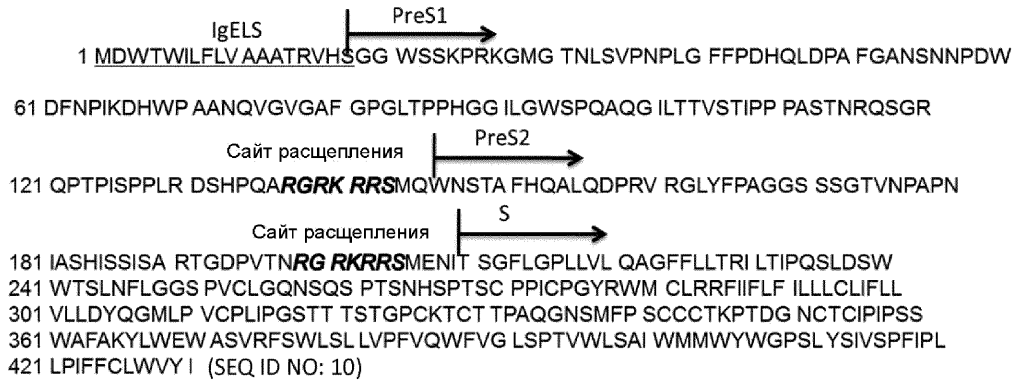 IgELS PreS1
1 MDWTWILFLV AAATRVHSGG WSSKPRKGMG TNLSVPNPLG FFPDHQLDPA FGANSNNPDW
61 DFNPIKDHWP AANQVGVGAF GPGLTPPHGG ILGWSPQAQG ILTTVSTIPP PASTNRQSGR
Сайт расщепления PreS2
121 QPTPISPPLR DSHPQARGRK RRSMQWNSTA FHQALQDPRV RGLYFPAGGS SSGTVNPAPN
Сайт расщепления S
181 IASHISSISA RTGDPVTNRG RKRRSMENIT SGFLGPLLVL QAGFFLLTRI LTIPQSLDSW
241 WTSLNFLGGS PVCLGQNSQS PTSNHSPTSC PPICPGYRWM CLRRFIIFLF ILLLCLIFLL
301 VLLDYQGMLP VCPLIPGSTT TSTGPCKTCT TPAQGNSMFP SCCCTKPTDG NCTCIPIPSS
361 WAFAKYLWEW ASVRFSWLSL LVPFVQWFVG LSPTVWLSAI WMMWYWGPSL YSIVSPFIPL
421 LPIFFCLWVY I (SEQ ID NO: 10)